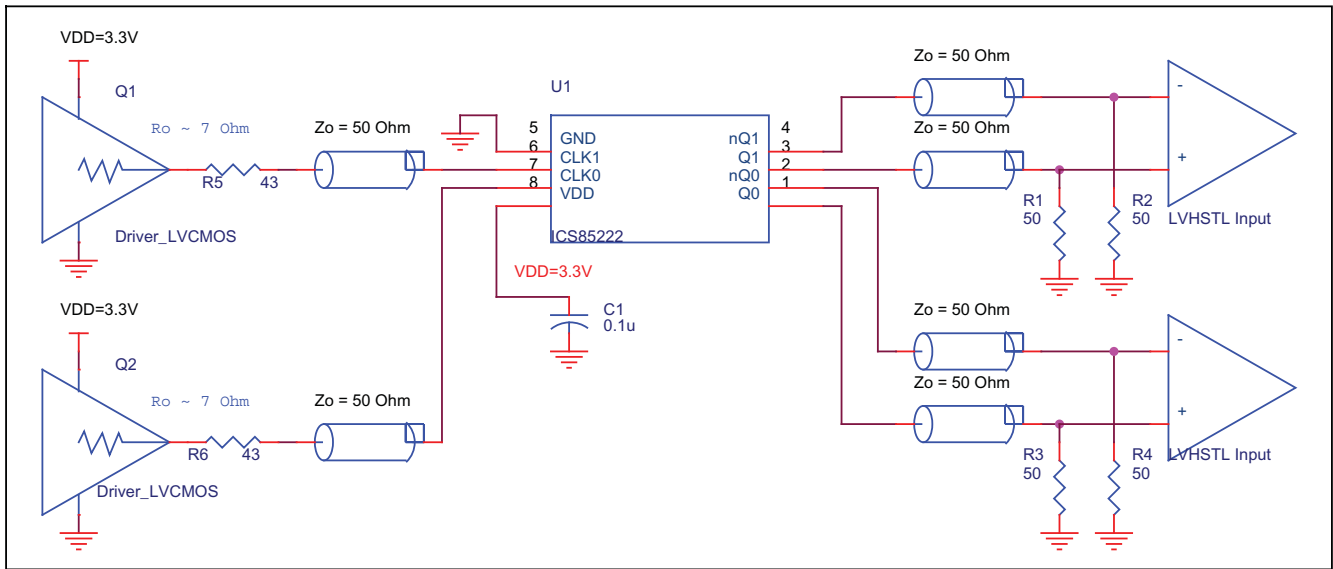 VDD=3.3V
Q1
Ro ~ 7 Ohm
R5
43
Driver_LVCMOS
Zo = 50 Ohm
VDD=3.3V
Q2
Ro ~ 7 Ohm
R6
43
Driver_LVCMOS
Zo = 50 Ohm
U1
5
6
7
8
GND
CLK1
CLK0
VDD
nQ1
Q1
nQ0
Q0
4
3
2
1
ICS85222
VDD=3.3V
C1
0.1u
Zo = 50 Ohm
Zo = 50 Ohm
-
+
R1
50
R2
50
LVHSTL Input
Zo = 50 Ohm
Zo = 50 Ohm
-
+
R3
50
R4
50
LVHSTL Input